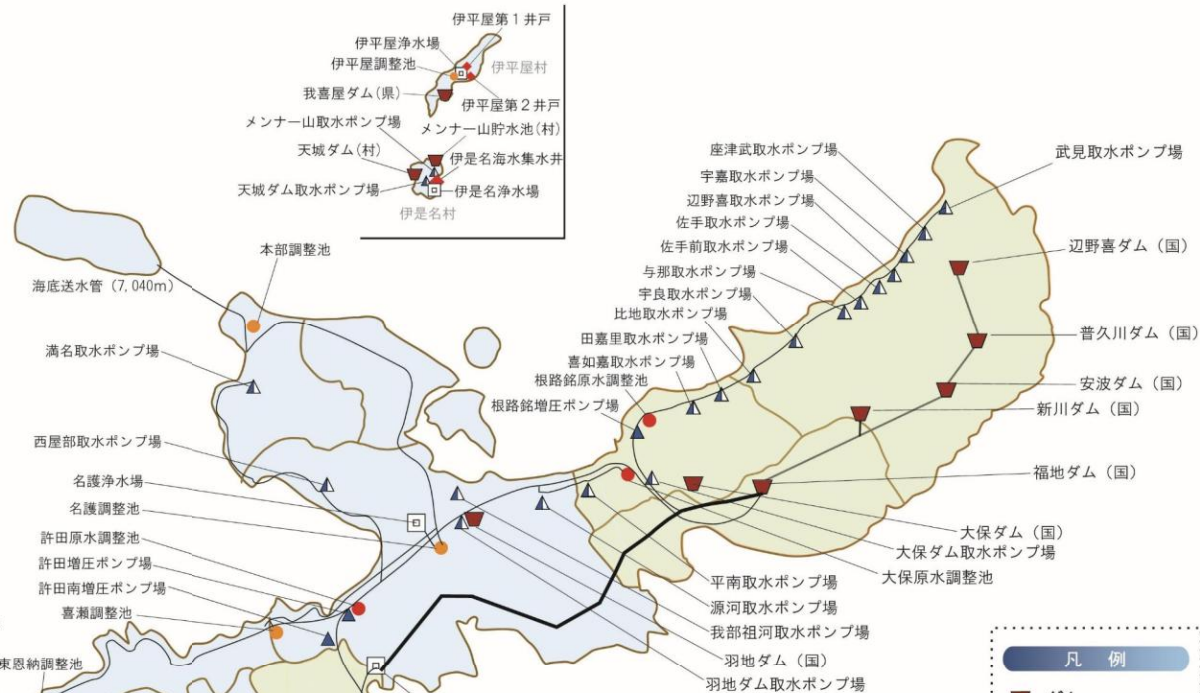 伊平屋第1井戸
伊平屋浄水場
伊平屋調整池
伊平屋村
我喜屋ダム(県)
伊平屋第2井戸
メンナー山取水ポンプ場
メンナー山貯水池(村)
天城ダム(村)
伊是名海水集水井
天城ダム取水ポンプ場
伊是名浄水場
伊是名村
本部調整池
海底送水管(7,040m)
満名取水ポンプ場
西屋部取水ポンプ場
名護浄水場
名護調整池
許田原水調整池
許田増圧ポンプ場
許田南増圧ポンプ場
喜瀬調整池
東恩納調整池
座津武取水ポンプ場
宇嘉取水ポンプ場
辺野喜取水ポンプ場
佐手取水ポンプ場
佐手前取水ポンプ場
与那取水ポンプ場
宇良取水ポンプ場
比地取水ポンプ場
田嘉里取水ポンプ場
喜如嘉取水ポンプ場
根路銘原水調整池
根路銘増圧ポンプ場
武見取水ポンプ場
辺野喜ダム(国)
普久川ダム(国)
安波ダム(国)
新川ダム(国)
福地ダム(国)
大保ダム(国)
大保ダム取水ポンプ場
大保原水調整池
平南取水ポンプ場
源河取水ポンプ場
我部祖河取水ポンプ場
羽地ダム(国)
羽地ダム取水ポンプ場
凡 例